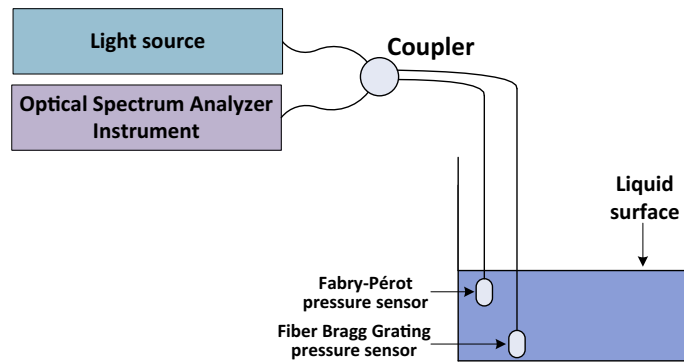 Light source
Coupler
Optical Spectrum Analyzer
Instrument
Liquid
surface
Fabry-Pérot
pressure sensor
Fiber Bragg Grating
pressure sensor